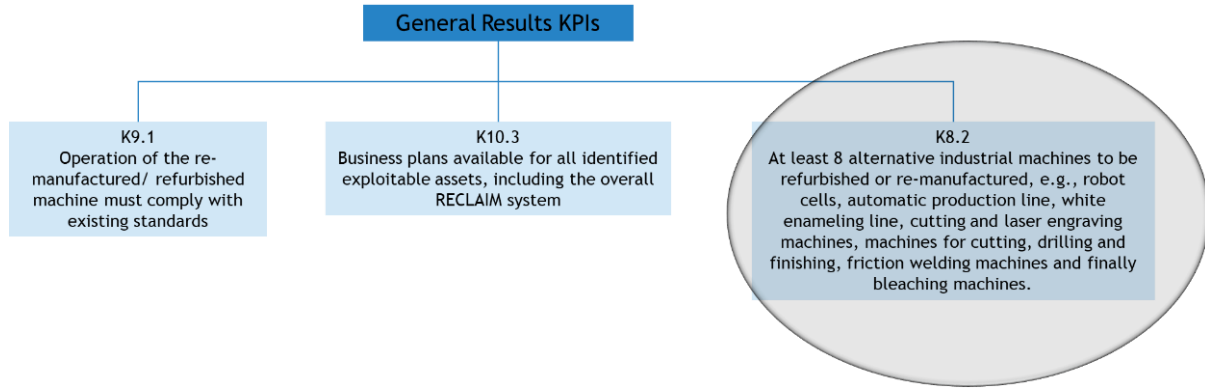 General Results KPIs
K9.1
Operation of the re-
manufactured/ refurbished
machine must comply with
existing standards
K10.3
Business plans available for all identified
exploitable assets, including the overall
RECLAIM system
K8.2
At least 8 alternative industrial machines to be
refurbished or re-manufactured, e.g., robot
cells, automatic production line, white
enameling line, cutting and laser engraving
machines, machines for cutting, drilling and
finishing, friction welding machines and finally
bleaching machines.